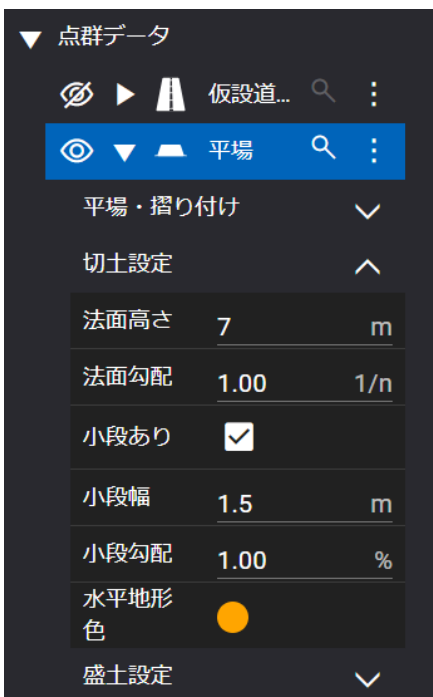 点群データ
仮設道...
平場
平場・摺り付け
切土設定
法面高さ 7 m
法面勾配 1.00 1/n
小段あり
小段幅 1.5 m
小段勾配 1.00 %
水平地形
色
盛土設定